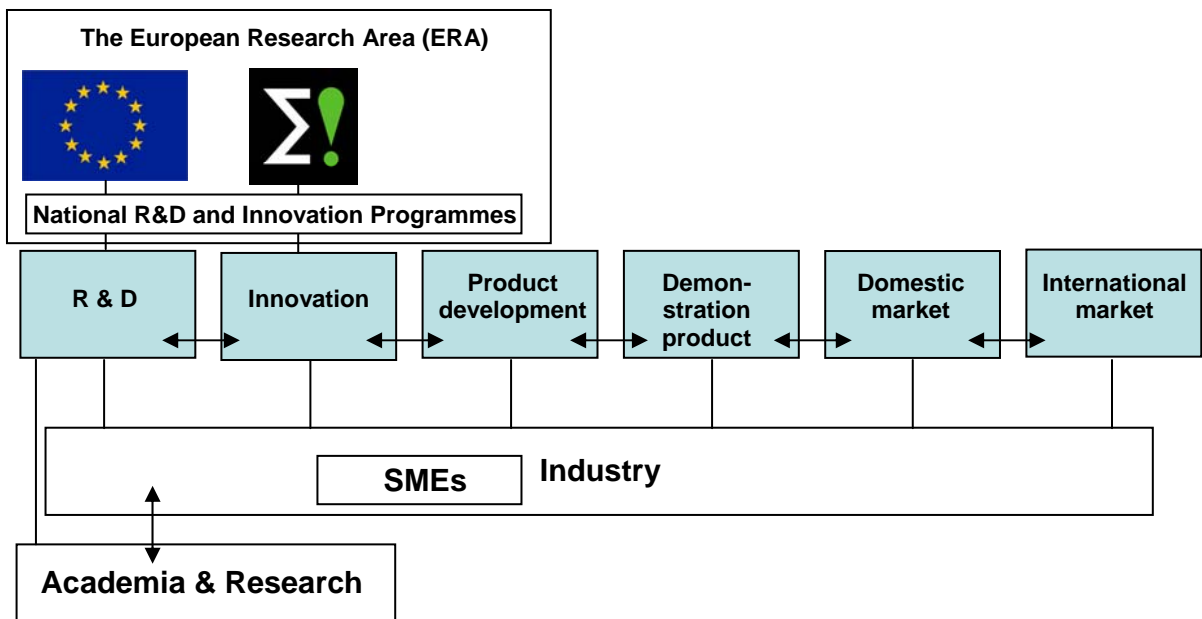 The European Research Area (ERA)
Σ!
National R&D and Innovation Programmes
R & D
Innovation
Product
development
Demon-
stration
product
Domestic
market
International
market
SMEs
Industry
Academia & Research